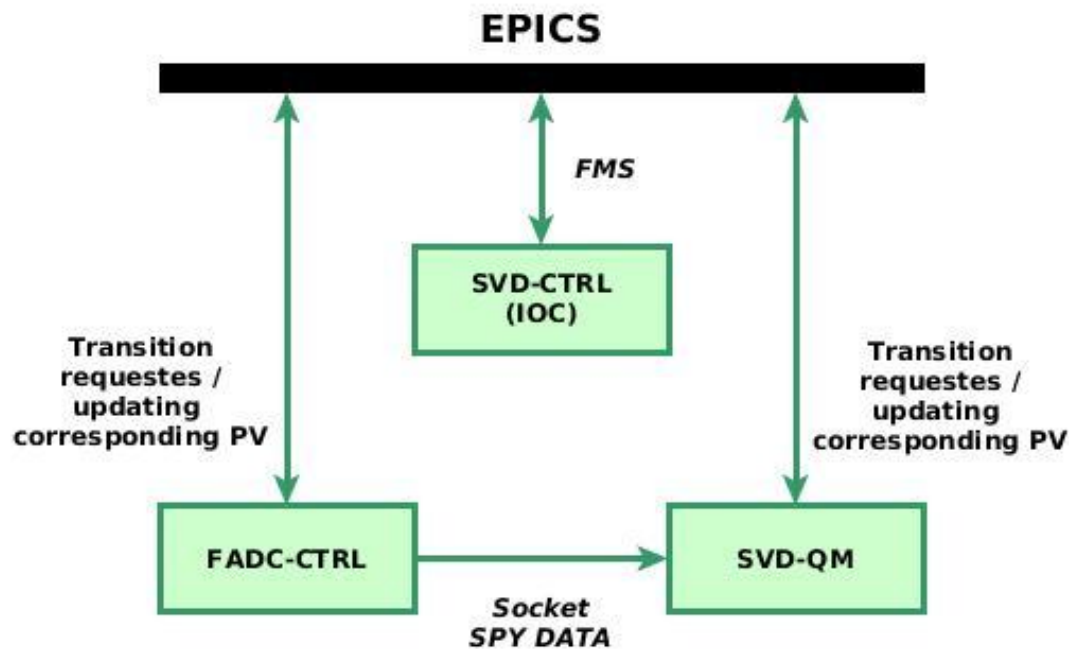 EPICS
FMS
SVD-CTRL
(IOC)
Transition
requestes /
updating
corresponding PV
Transition
requestes /
updating
corresponding PV
FADC-CTRL
SVD-QM
Socket
SPY DATA